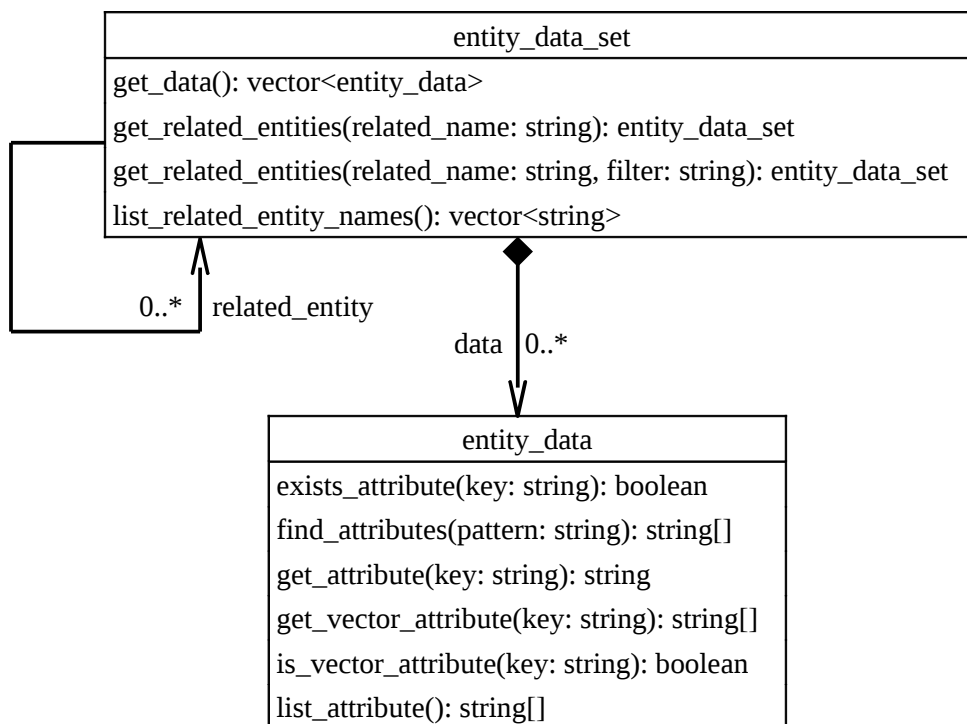 entity_data_set
get_data(): vector<entity_data>
get_related_entities(related_name: string): entity_data_set
get_related_entities(related_name: string, filter: string): entity_data_set
list_related_entity_names(): vector<string>
0..* related_entity
data 0..*
entity_data
exists_attribute(key: string): boolean
find_attributes(pattern: string): string[]
get_attribute(key: string): string
get_vector_attribute(key: string): string[]
is_vector_attribute(key: string): boolean
list_attribute(): string[]